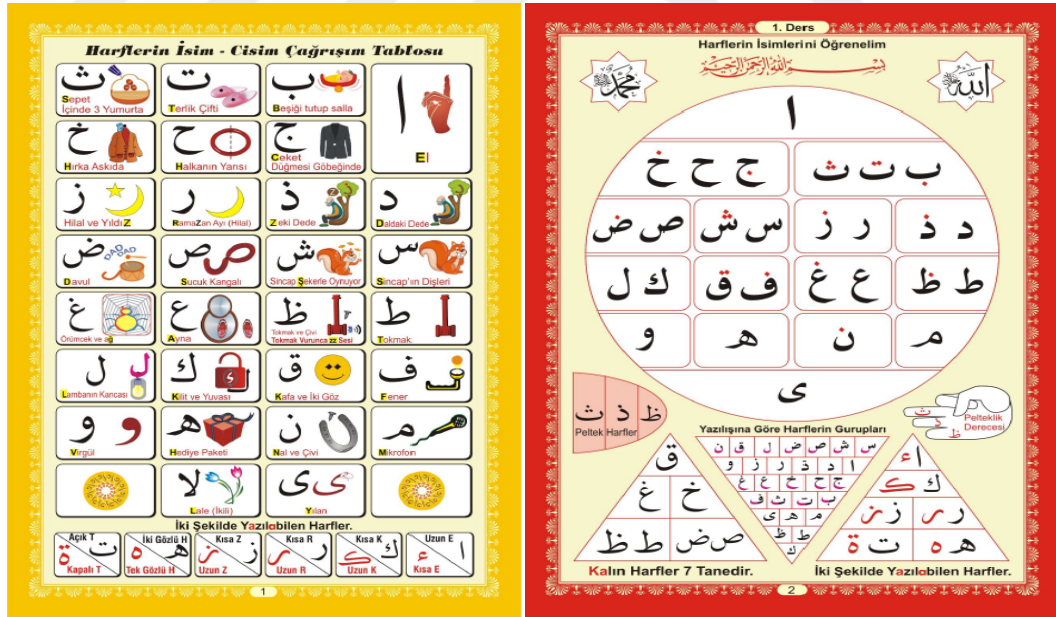 Harflerin İsim - Cisim Çağrışım Tablosu
ا
El
ب
Beşiği tutup salla
ت
Terlik Çifti
ث
Sepet
İçinde 3 Yumurta
ج
Ceket
Düğmesi Göbeğinde
ح
Halkanın Yarısı
خ
Hırka Askıda
د
Daldaki Dede
ذ
Zeki Dede
ر
RamaZan Ayı (Hilal)
ز
Hilal ve YıldıZ
س
Sincap'ın Dişleri
ش
Sincap Şekerle Oynuyor
ص
Sucuk Kangalı
ض
DAD DAD
Davul
ط
Tokmak
ظ
Tokmak ve Çivi
Tokmak Vurunca zz Sesi
ع
Ayna
غ
Örümcek ve ağ
ف
Fener
ق
Kafa ve İki Göz
ك
Kilit ve Yuvası
ل
Lambanın Kancası
م
Mikrofon
ن
Nal ve Çivi
ه
Hediye Paketi
و
Virgül
ى
Yılan
لا
Lale (İkili)
İki Şekilde Yazılabilen Harfler.
Uzun E
ا
ء
Kısa E
Kısa K
ك
Uzun K
Kısa R
ر
Uzun R
Kısa Z
ز
Uzun Z
İki Gözlü H
ه
ه
Tek Gözlü H
Açık T
ت
ة
Kapalı T
1
1. Ders
Harflerin İsimlerini Öğrenelim
بسم الله الرحمن الرحيم
الله
محمد
ا
ب ت ث
ج ح خ
د ذ
ر ز
س ش
ص ض
ط ظ
ع غ
ف ق
ك ل
م
ن
ه
و
ى
ث ذ ظ
Peltek Harfler
Pelteklik
Derecesi
ث
ذ
ظ
Yazılışına Göre Harflerin Gurupları
س ش ص ض ل ق ن
ا د ذ ر ز و
ج ح خ ع غ
ب ت ث ف
م ه ى
ط ظ
ك
ق
خ غ
ص ض ط ظ
Kalın Harfler 7 Tanedir.
ا ء
ك ك
ر ر ز ز
ه ه ت ة
İki Şekilde Yazılabilen Harfler.
2